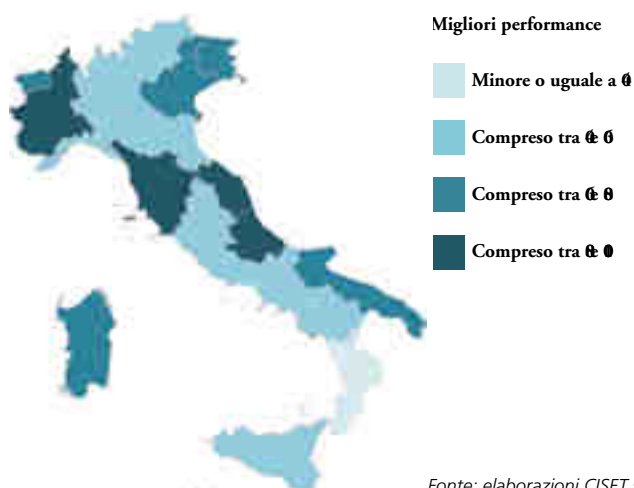 Migliori performance
Minore o uguale a
Compreso tra
Compreso tra
Compreso tra
Fonte: elaborazioni CISET